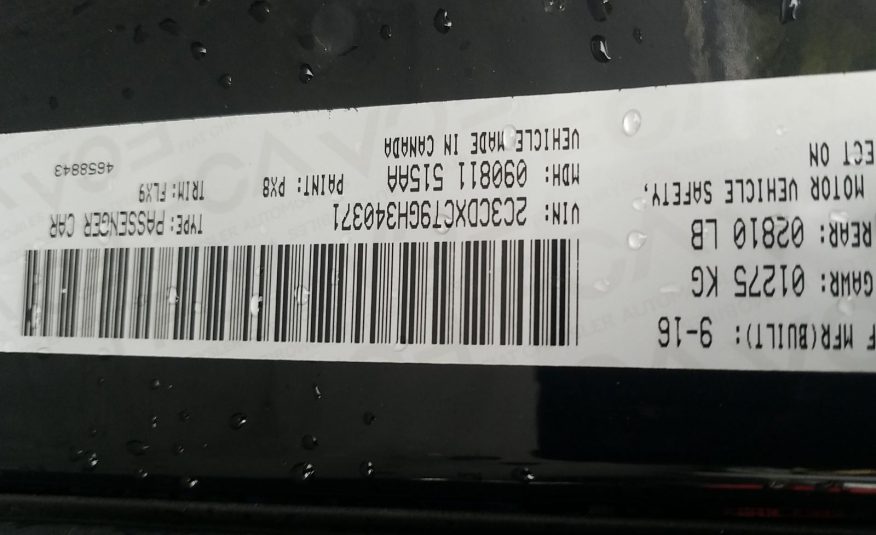 F MFR(BUILT): 9-16
GAWR: 01275 KG
REAR: 02810 LB
MOTOR VEHICLE SAFETY,
ECT ON
VIN: 2C3CDXCT9GH340371
TYPE: PASSENGER CAR
MDH: 090811 515AA
PAINT: PX8
TRIM: FLX9
VEHICLE MADE IN CANADA
4658843